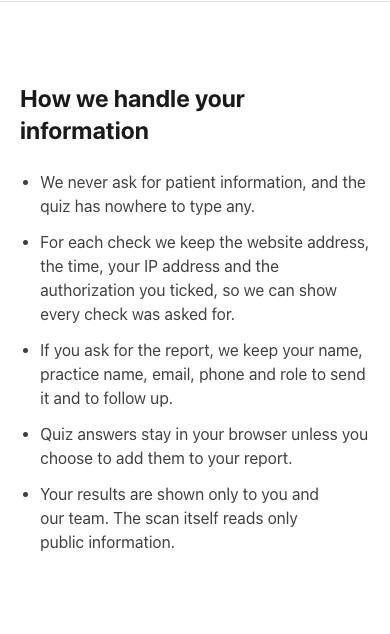 How we handle your
information
• We never ask for patient information, and the
quiz has nowhere to type any.
• For each check we keep the website address,
the time, your IP address and the
authorization you ticked, so we can show
every check was asked for.
• If you ask for the report, we keep your name,
practice name, email, phone and role to send
it and to follow up.
• Quiz answers stay in your browser unless you
choose to add them to your report.
• Your results are shown only to you and
our team. The scan itself reads only
public information.